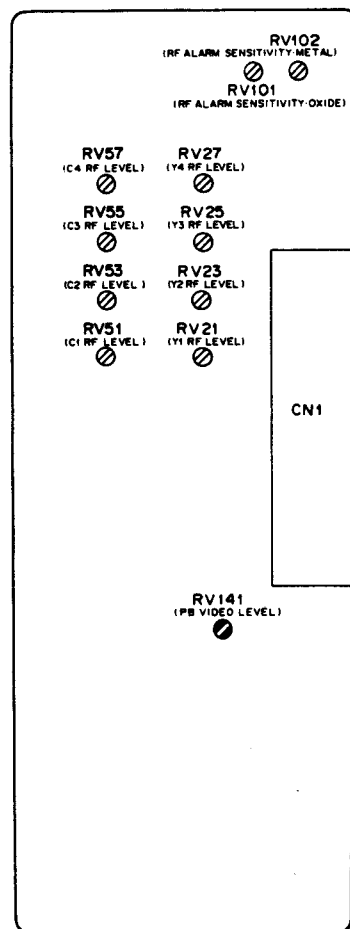 RV102
(RF ALARM SENSITIVITY-METAL)
RV101
(RF ALARM SENSITIVITY-OXIDE)
RV57 RV27
(C4 RF LEVEL) (Y4 RF LEVEL)
RV55 RV25
(C3 RF LEVEL) (Y3 RF LEVEL)
RV53 RV23
(C2 RF LEVEL) (Y2 RF LEVEL)
RV51 RV21
(C1 RF LEVEL) (Y1 RF LEVEL)
CN1
RV141
(PB VIDEO LEVEL)